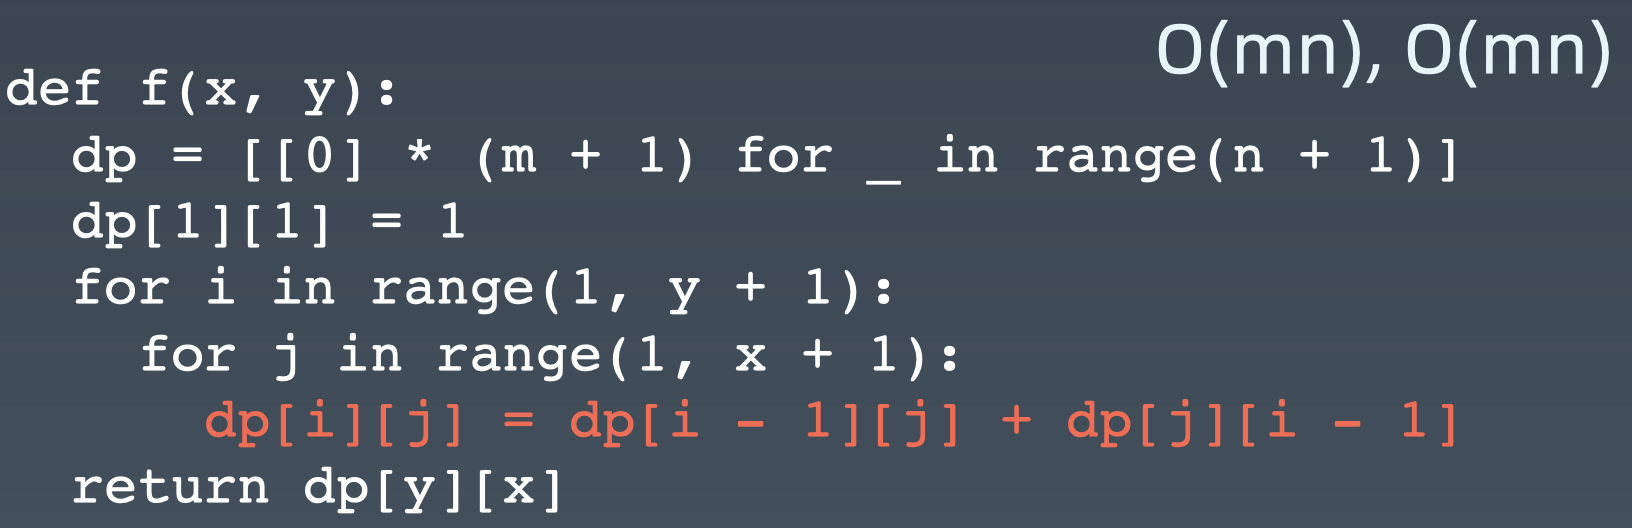 O(mn), O(mn)
def f(x, y):
  dp = [[0] * (m + 1) for _ in range(n + 1)]
  dp[1][1] = 1
  for i in range(1, y + 1):
    for j in range(1, x + 1):
      dp[i][j] = dp[i - 1][j] + dp[j][i - 1]
  return dp[y][x]